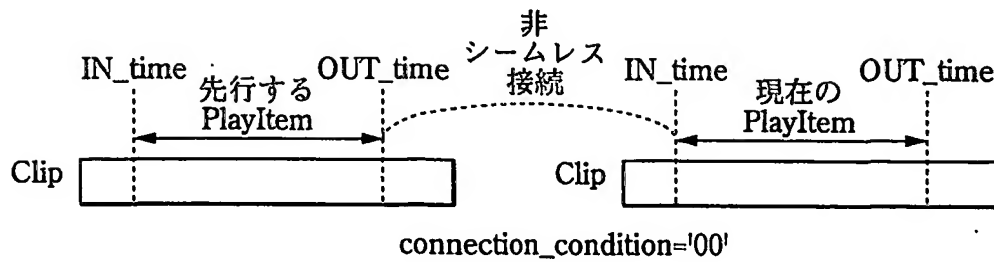 非
シームレス
接続
IN_time
先行する
PlayItem
OUT_time
IN_time
現在の
PlayItem
OUT_time
Clip
Clip
connection_condition='00'